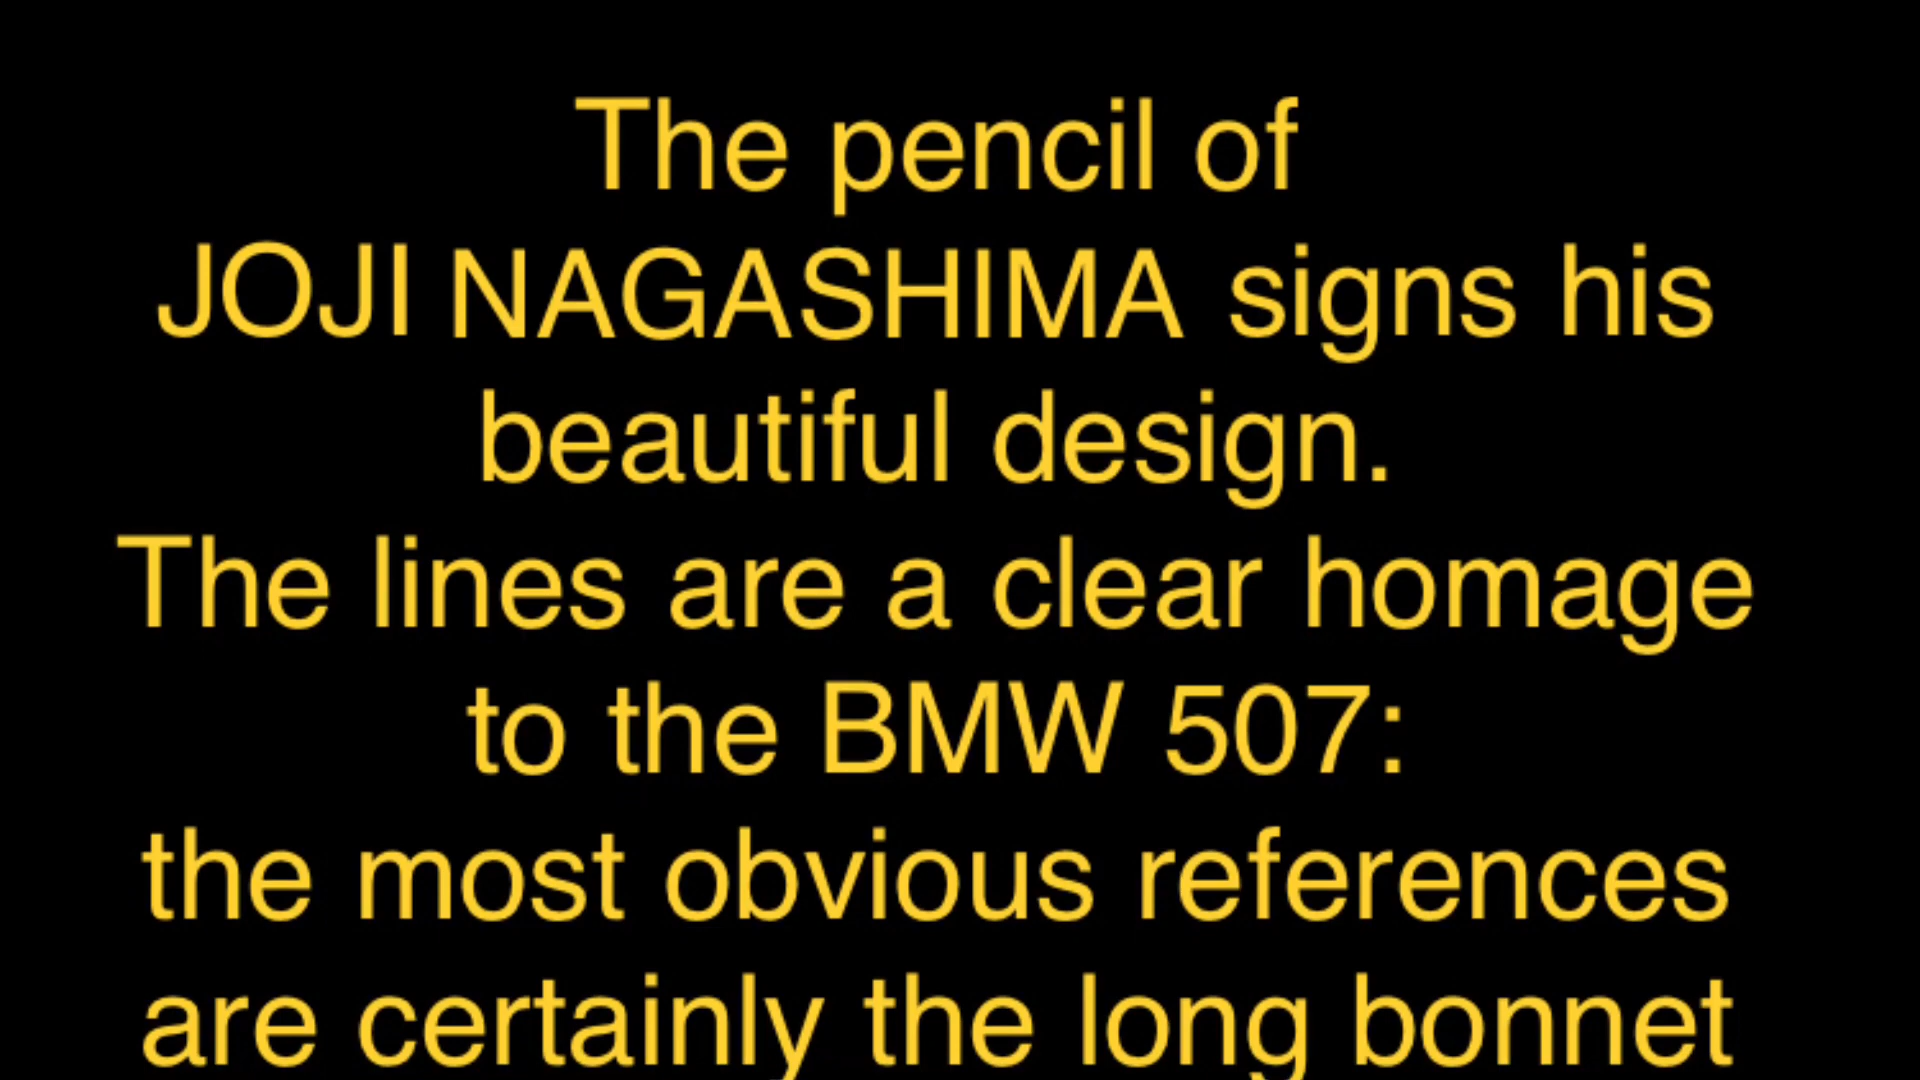 The pencil of
JOJI NAGASHIMA signs his
beautiful design.
The lines are a clear homage
to the BMW 507:
the most obvious references
are certainly the long bonnet